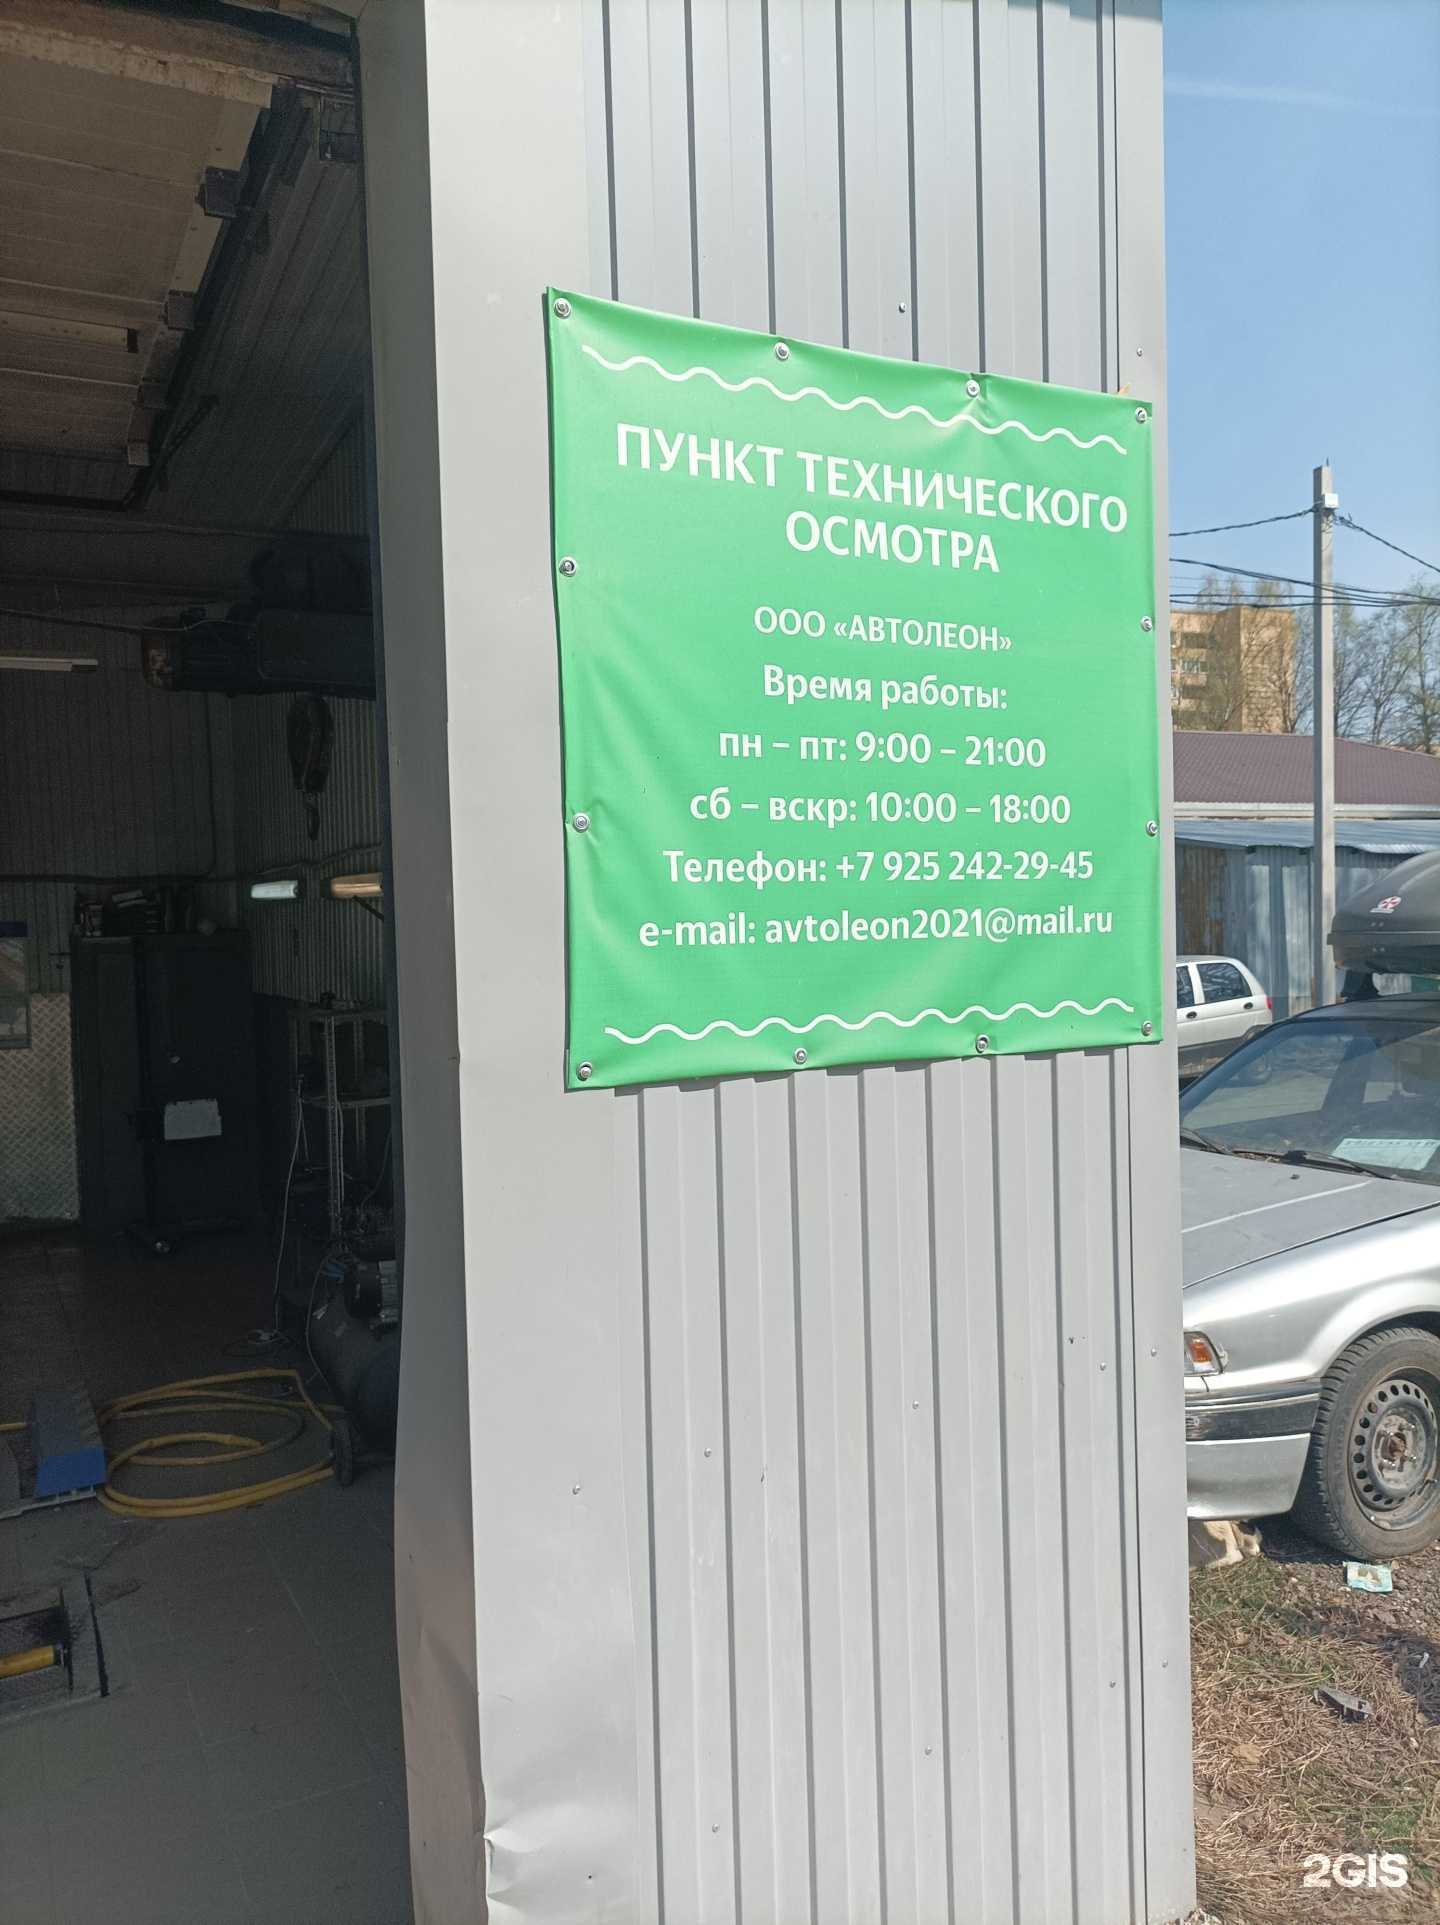 ПУНКТ ТЕХНИЧЕСКОГО
ОСМОТРА
ООО «АВТОЛЕОН»
Время работы:
пн – пт: 9:00 – 21:00
сб – вскр: 10:00 – 18:00
Телефон: +7 925 242-29-45
e-mail: avtoleon2021@mail.ru
2GIS